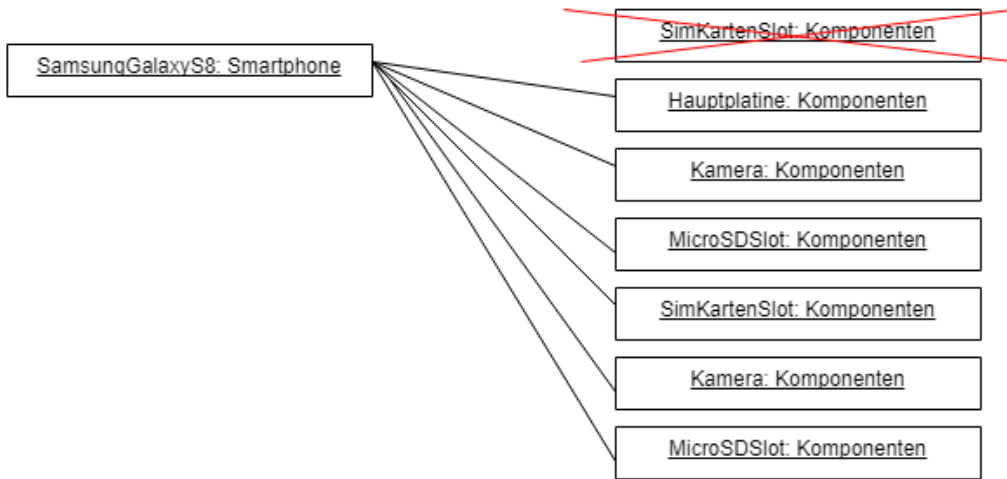 SimKartenSlot: Komponenten
SamsungGalaxyS8: Smartphone
Hauptplatine: Komponenten
Kamera: Komponenten
MicroSDSlot: Komponenten
SimKartenSlot: Komponenten
Kamera: Komponenten
MicroSDSlot: Komponenten